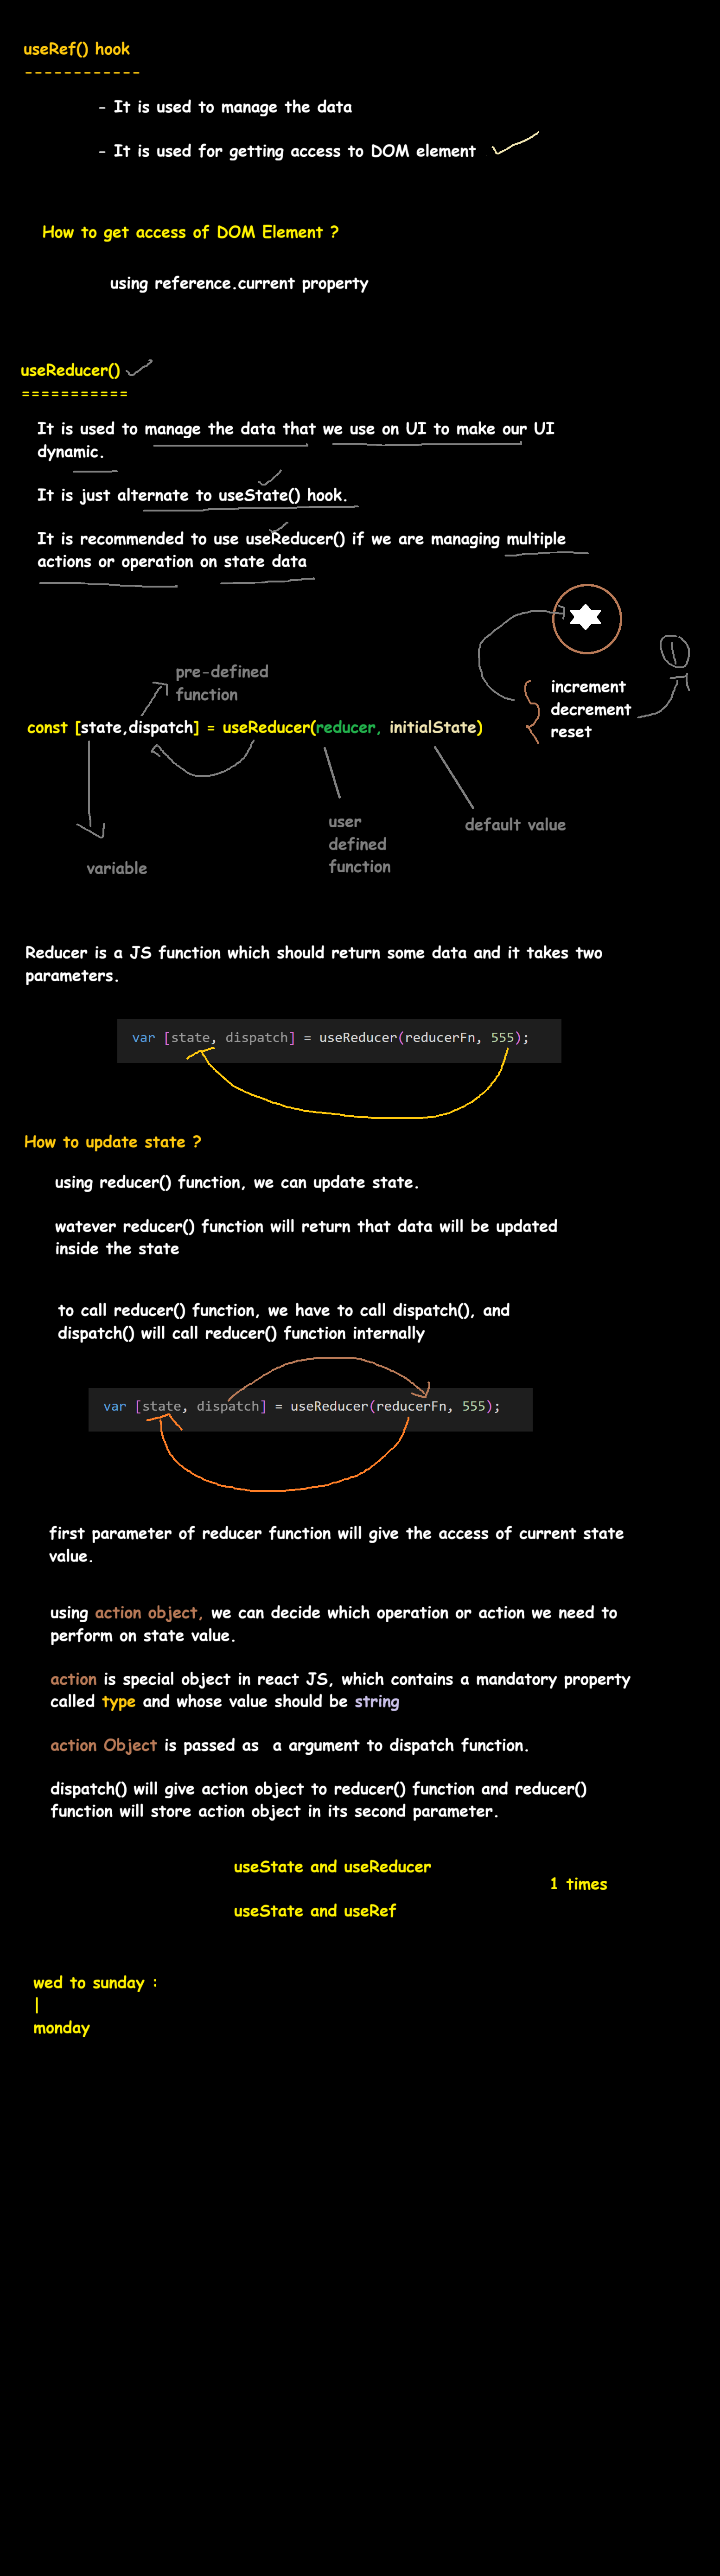 useRef() hook
------------
- It is used to manage the data
- It is used for getting access to DOM element
How to get access of DOM Element ?
using reference.current property
useReducer()
===========
It is used to manage the data that we use on UI to make our UI
dynamic.
It is just alternate to useState() hook.
It is recommended to use useReducer() if we are managing multiple
actions or operation on state data
1
pre-defined
function
increment
decrement
reset
const [state,dispatch] = useReducer(reducer, initialState)
user
defined
function
default value
variable
Reducer is a JS function which should return some data and it takes two
parameters.
var [state, dispatch] = useReducer(reducerFn, 555);
How to update state ?
using reducer() function, we can update state.
watever reducer() function will return that data will be updated
inside the state
to call reducer() function, we have to call dispatch(), and
dispatch() will call reducer() function internally
var [state, dispatch] = useReducer(reducerFn, 555);
first parameter of reducer function will give the access of current state
value.
using action object, we can decide which operation or action we need to
perform on state value.
action is special object in react JS, which contains a mandatory property
called type and whose value should be string
action Object is passed as  a argument to dispatch function.
dispatch() will give action object to reducer() function and reducer()
function will store action object in its second parameter.
useState and useReducer
1 times
useState and useRef
wed to sunday :
|
monday